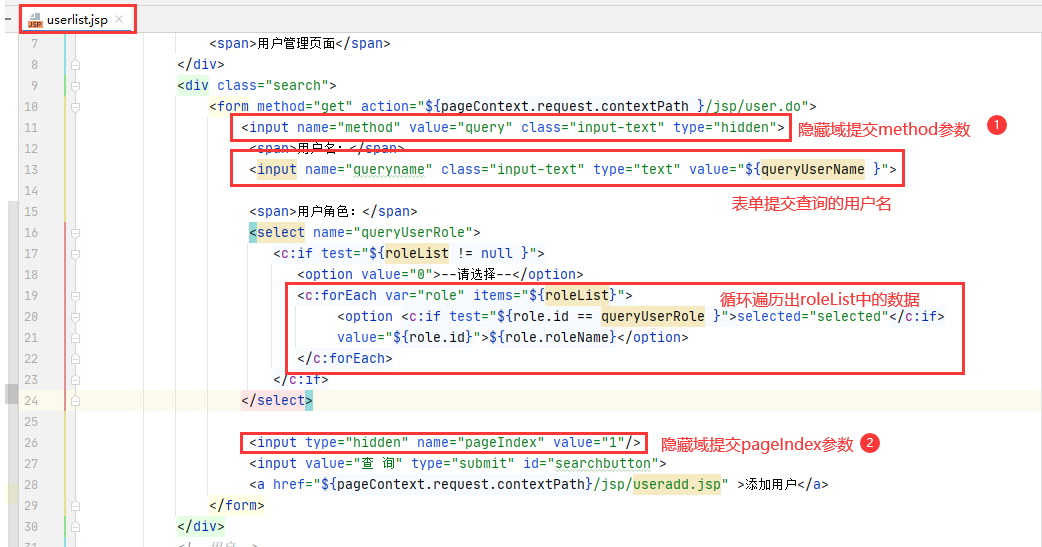 userlist.jsp
7 <span>用户管理页面</span>
8 </div>
9 <div class="search">
10 <form method="get" action="${pageContext.request.contextPath }/jsp/user.do">
11 <input name="method" value="query" class="input-text" type="hidden"> 隐藏域提交method参数 1
12 <span>用户名：</span>
13 <input name="queryname" class="input-text" type="text" value="${queryUserName }">
14 表单提交查询的用户名
15 <span>用户角色：</span>
16 <select name="queryUserRole">
17 <c:if test="${roleList != null }">
18 <option value="0">--请选择--</option>
19 <c:forEach var="role" items="${roleList}"> 循环遍历出roleList中的数据
20 <option <c:if test="${role.id == queryUserRole }">selected="selected"</c:if>
21 value="${role.id}">${role.roleName}</option>
22 </c:forEach>
23 </c:if>
24 </select>
25
26 <input type="hidden" name="pageIndex" value="1"/> 隐藏域提交pageIndex参数 2
27 <input value="查 询" type="submit" id="searchbutton">
28 <a href="${pageContext.request.contextPath}/jsp/useradd.jsp" >添加用户</a>
29 </form>
30 </div>